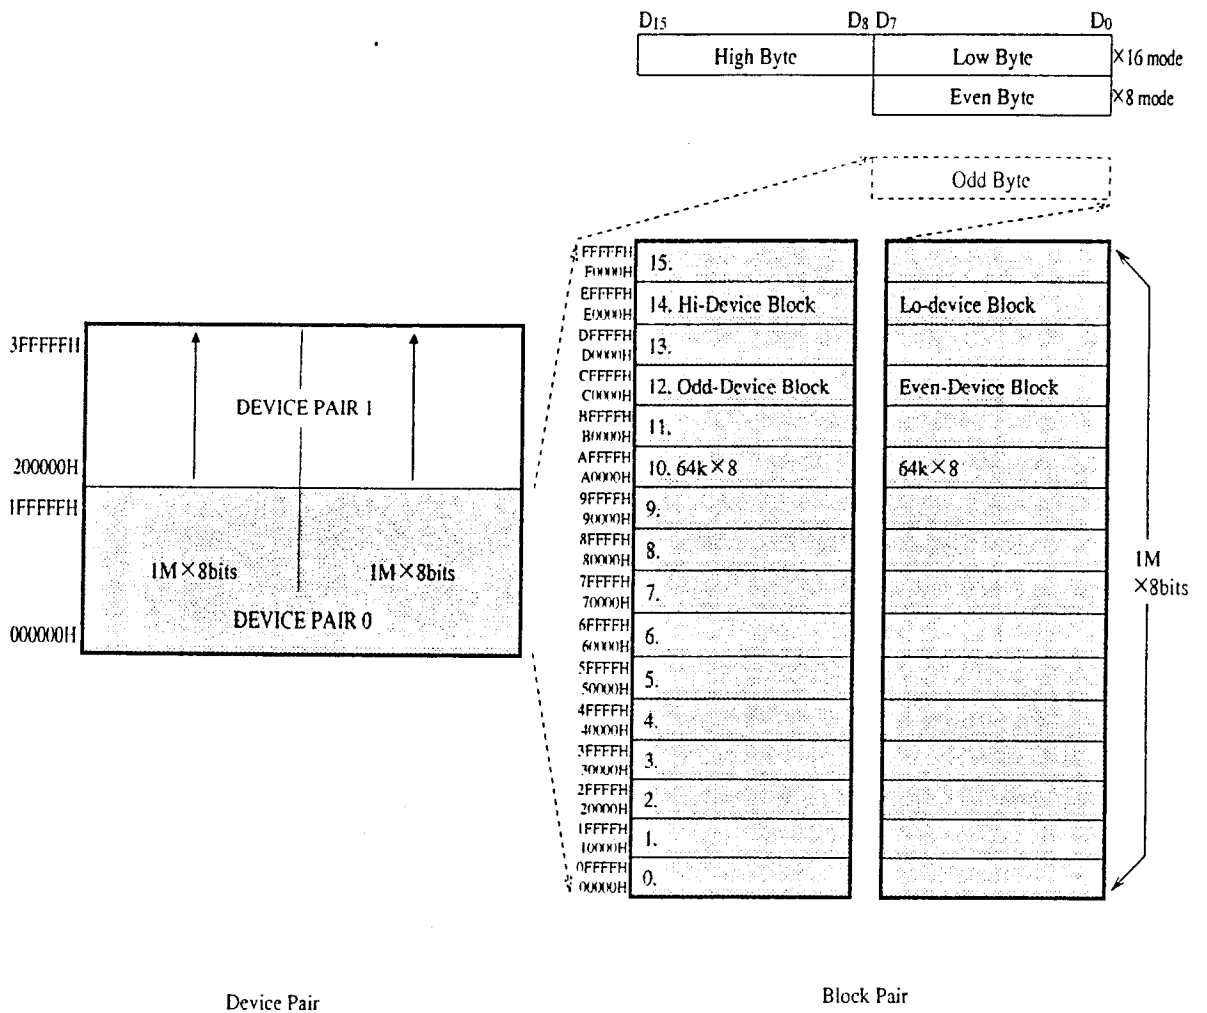 D15 D8 D7 D0
High Byte Low Byte ×16 mode
Even Byte ×8 mode
Odd Byte
3FFFFFH
DEVICE PAIR 1
200000H
1FFFFFH
1M×8bits 1M×8bits
DEVICE PAIR 0
000000H
FFFFFH
F0000H
15.
EFFFFH
E0000H
14. Hi-Device Block Lo-device Block
DFFFFH
D0000H
13.
CFFFFH
C0000H
12. Odd-Device Block Even-Device Block
BFFFFH
B0000H
11.
AFFFFH
A0000H
10. 64k×8 64k×8
9FFFFH
90000H
9.
8FFFFH
80000H
8.
7FFFFH
70000H
7.
6FFFFH
60000H
6.
5FFFFH
50000H
5.
4FFFFH
40000H
4.
3FFFFH
30000H
3.
2FFFFH
20000H
2.
1FFFFH
10000H
1.
0FFFFH
00000H
0.
1M
×8bits
Device Pair
Block Pair